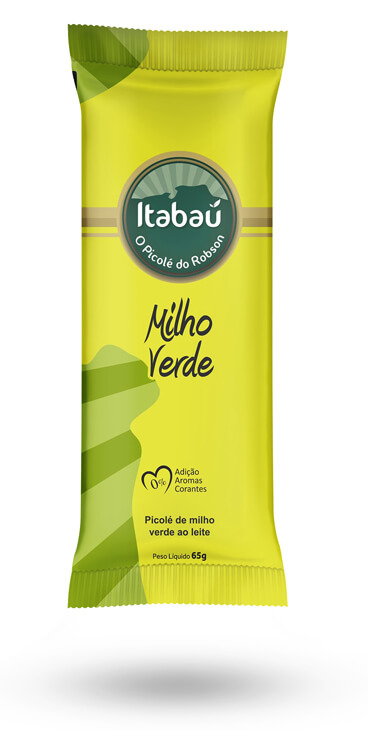 Itabaú
O Picolé do Robson
Milho
Verde
0%
Adição
Aromas
Corantes
Picolé de milho
verde ao leite
Peso Líquido 65g